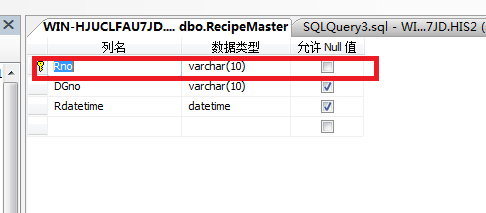 WIN-HJUCLFAU7JD.... dbo.RecipeMaster
SQLQuery3.sql - WI...7JD.HIS2 (
列名
数据类型
允许 Null 值
Rno
varchar(10)
DGno
varchar(10)
Rdatetime
datetime